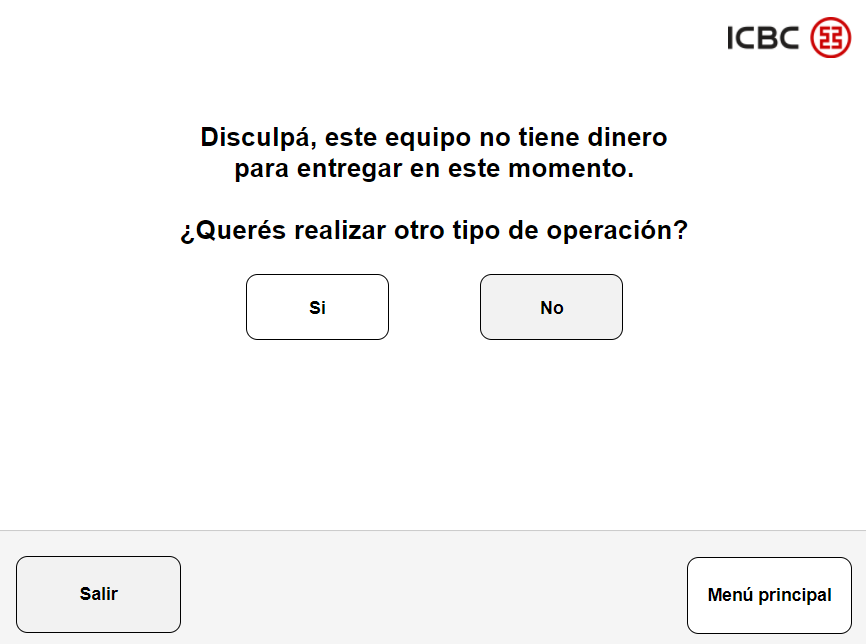 ICBC
Disculpá, este equipo no tiene dinero
para entregar en este momento.
¿Querés realizar otro tipo de operación?
Si
No
Salir
Menú principal